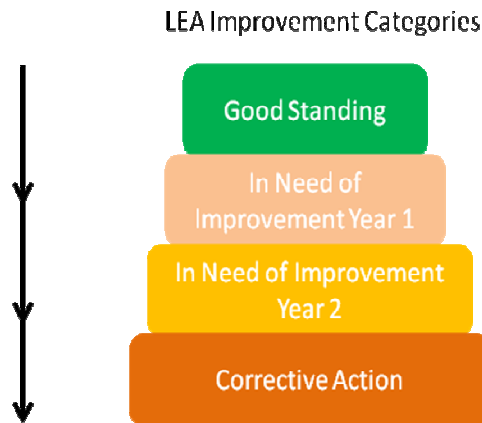 LEA Improvement Categories
Good Standing
In Need of
Improvement Year 1
In Need of Improvement
Year 2
Corrective Action